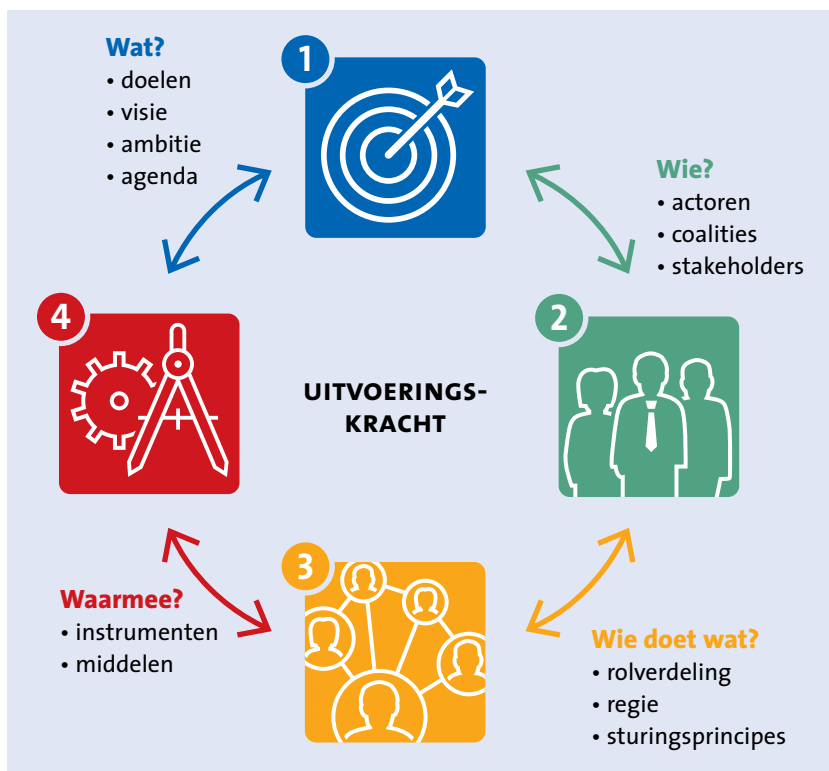 Wat?
• doelen
• visie
• ambitie
• agenda
1
Wie?
• actoren
• coalities
• stakeholders
2
UITVOERINGS-
KRACHT
4
3
Wie doet wat?
• rolverdeling
• regie
• sturingsprincipes
Waarmee?
• instrumenten
• middelen